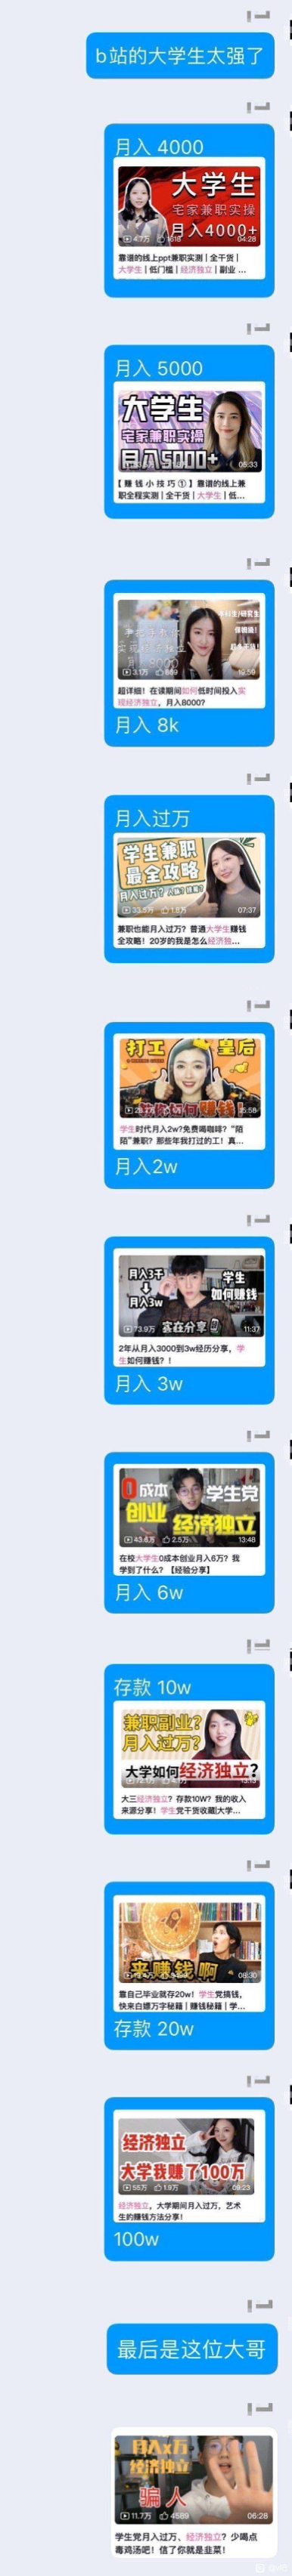 b站的大学生太强了
月入 4000
大学生
宅家兼职实操
月入4000+
4.7万 1618 04:28
靠谱的线上ppt兼职实测 | 全干货 |
大学生 | 低门槛 | 经济独立 | 副业 ...
月入 5000
大学生
宅家兼职实操
月入5000+
05:33
【 赚 钱 小 技 巧 ① 】靠谱的线上兼
职全程实测 | 全干货 | 大学生 | 低...
本科生/研究生
月入8000
3.1万 889 10:59
超详细！在读期间如何低时间投入实
现经济独立，月入8000?
月入 8k
月入过万
学生兼职
最全攻略
月入过万？
33.5万 1.8万 07:37
兼职也能月入过万？普通大学生赚钱
全攻略！20岁的我是怎么经济独...
打工皇后
15:58
学生时代月入2w?免费喝咖啡？“陌
陌”兼职？那些年我打过的工！真...
月入2w
月入3千
↓
月入3w
学生
如何赚钱
实在分享
73.9万 11:37
2年从月入3000到3w经历分享，学
生如何赚钱？！
月入 3w
0成本
创业
学生党
经济独立
43.6万 2.5万 13:48
在校大学生0成本创业月入6万？我
学到了什么？【经验分享】
月入 6w
存款 10w
兼职副业？
月入过万？
大学如何经济独立？
13:13
大三经济独立？存款10W？我的收入
来源分享！学生党干货收藏|大学...
来赚钱啊
08:30
靠自己毕业就存20w！学生党搞钱，
快来白嫖万字秘籍 | 赚钱秘籍 | 学...
存款 20w
经济独立
大学我赚了100万
55万 1.9万 09:23
经济独立，大学期间月入过万，艺术
生的赚钱方法分享！
100w
最后是这位大哥
月入x万
经济独立
骗人
11.7万 4589 06:28
学生党月入过万、经济独立？少喝点
毒鸡汤吧！信了你就是韭菜！